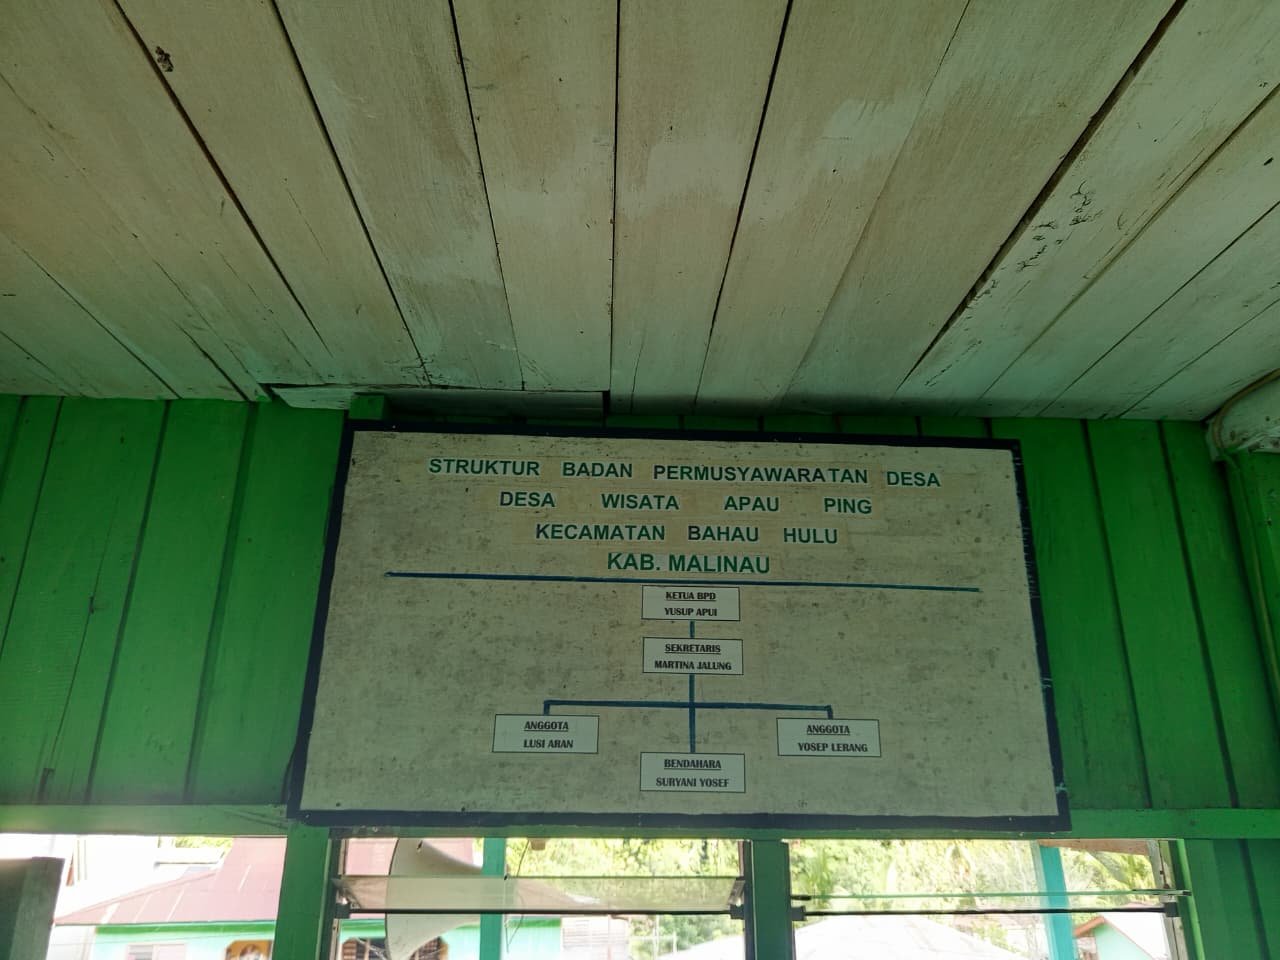 STRUKTUR BADAN PERMUSYAWARATAN DESA
DESA WISATA APAU PING
KECAMATAN BAHAU HULU
KAB. MALINAU
KETUA BPD
YUSUP APUI
SEKRETARIS
MARTINA JALUNG
ANGGOTA
LUSI ARAN
ANGGOTA
YOSEP LERANG
BENDAHARA
SURYANI YOSEF